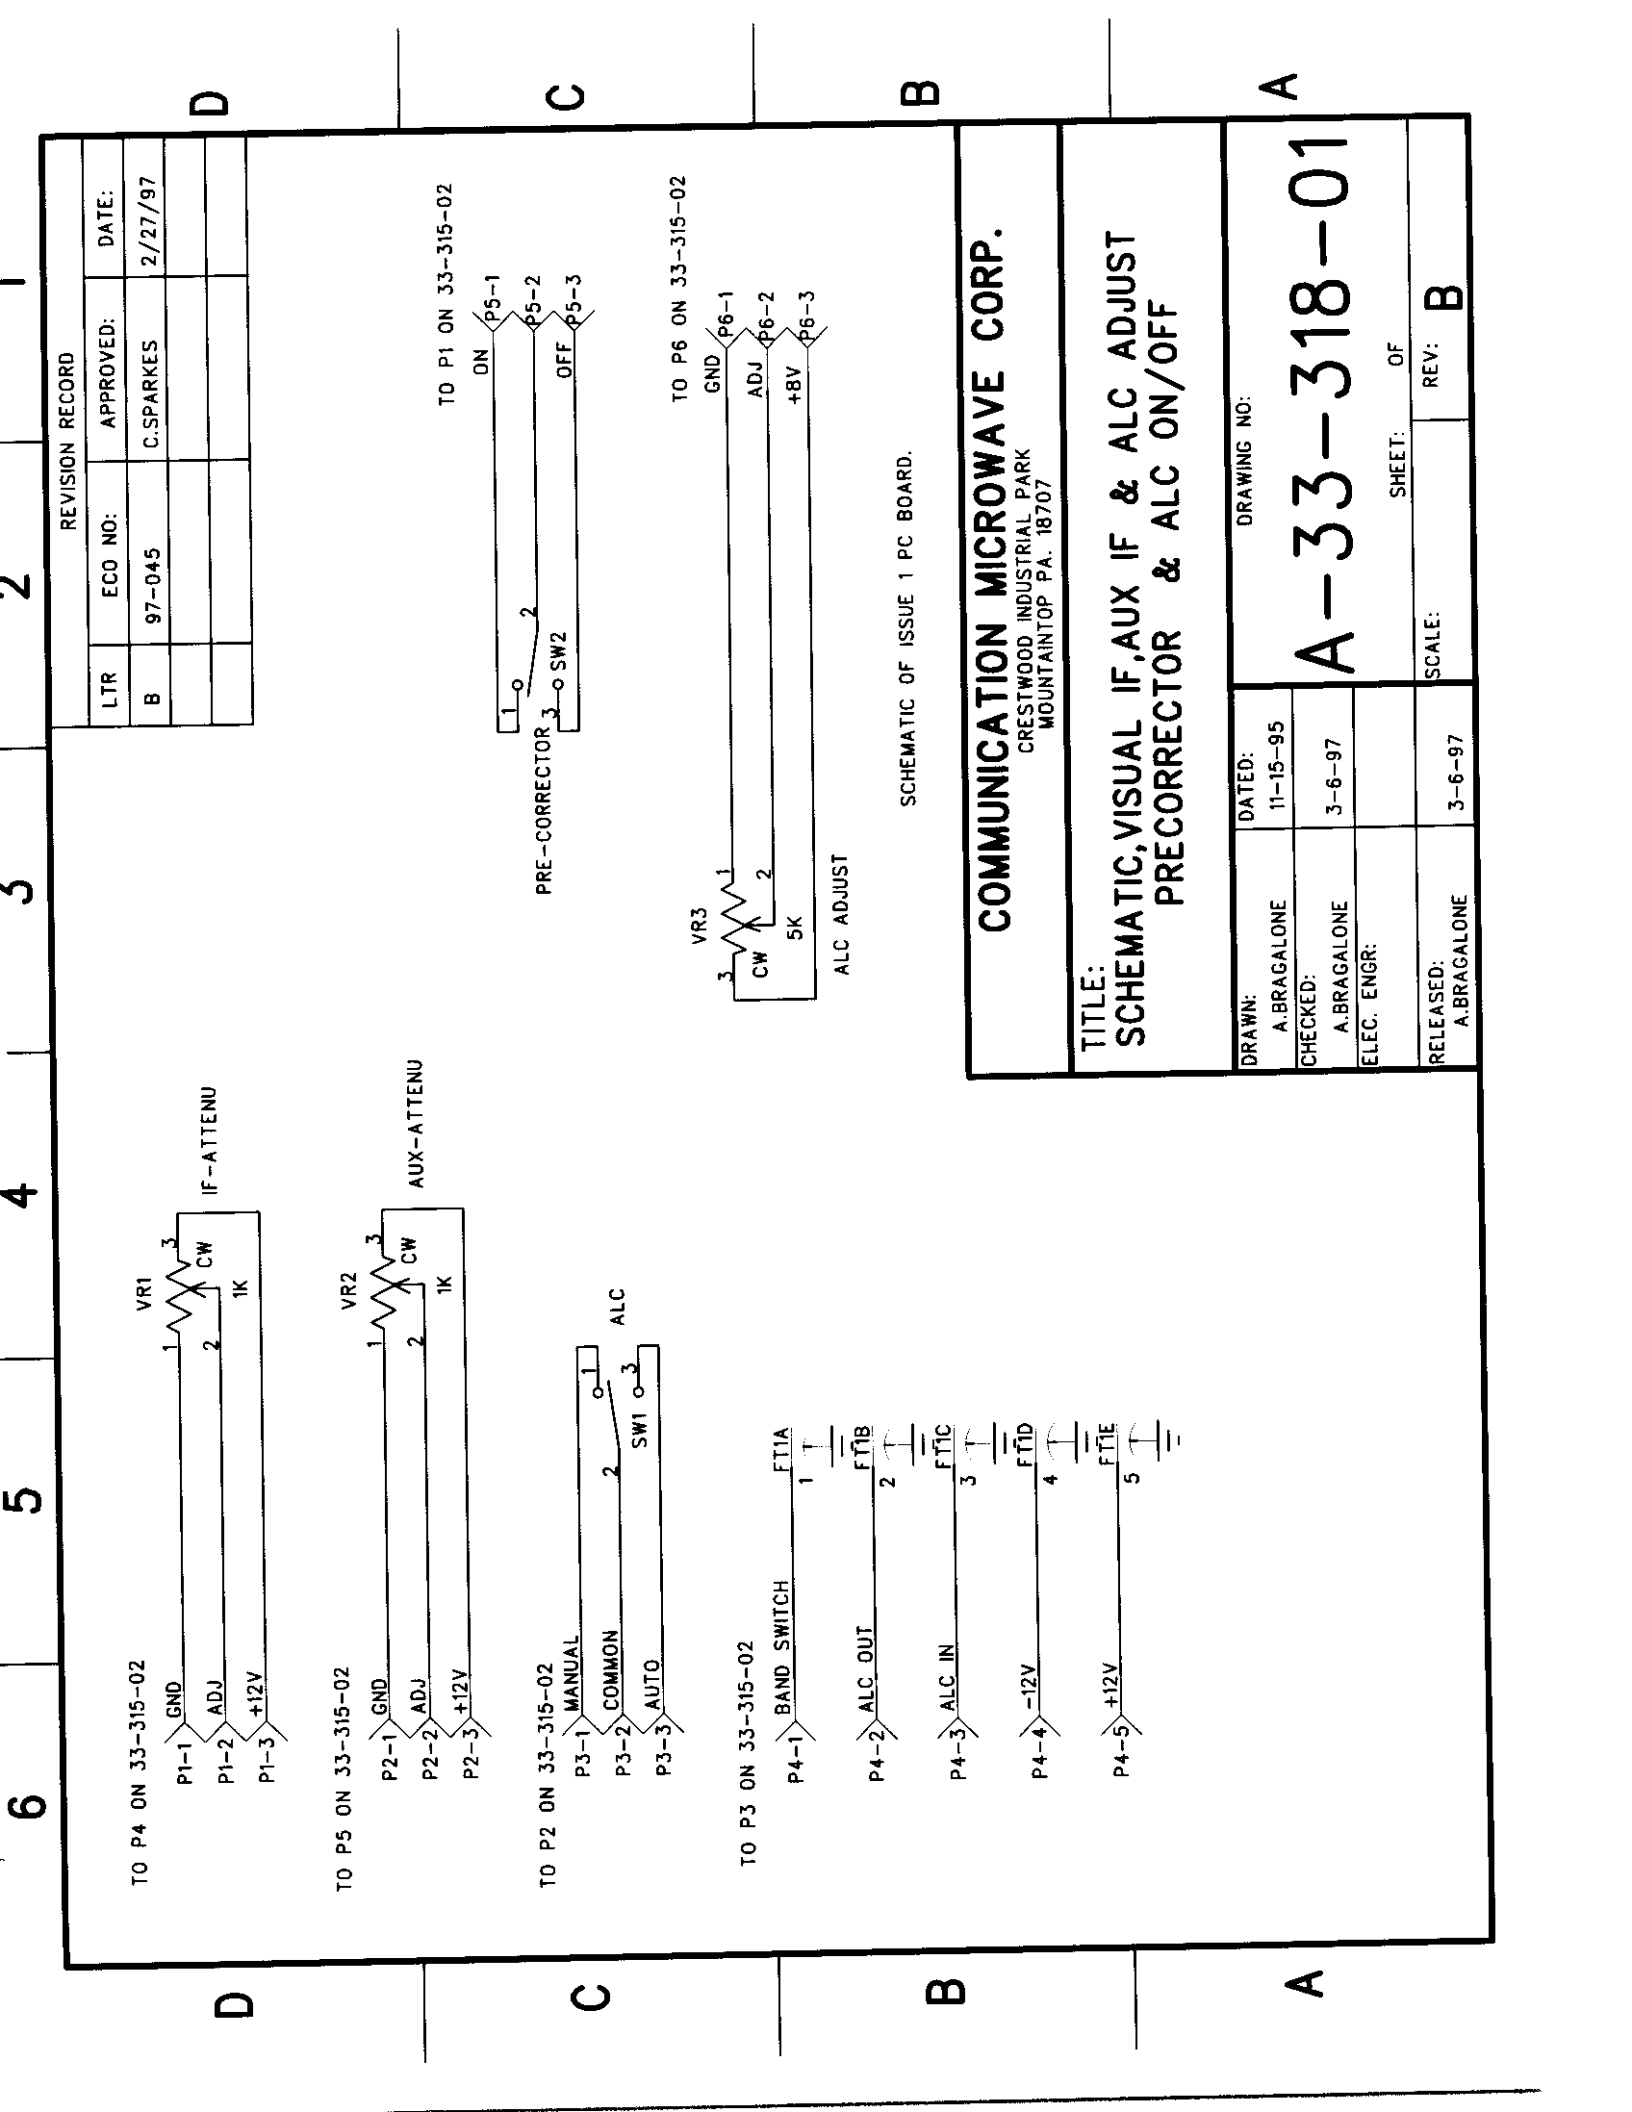 6
5
4
3
2
1
D
C
B
A
D
C
B
A
REVISION RECORD
LTR ECO NO: APPROVED: DATE:
B 97-045 C.SPARKES 2/27/97
TO P4 ON 33-315-02
P1-1 GND
P1-2 ADJ
P1-3 +12V
VR1
1 3
2 CW
1K
IF-ATTENU
TO P5 ON 33-315-02
P2-1 GND
P2-2 ADJ
P2-3 +12V
VR2
1 3
2 CW
1K
AUX-ATTENU
TO P2 ON 33-315-02
P3-1 MANUAL
P3-2 COMMON
P3-3 AUTO
1
2 3
SW1
ALC
TO P3 ON 33-315-02
P4-1 BAND SWITCH FT1A
1
P4-2 ALC OUT FT1B
2
P4-3 ALC IN FT1C
3
P4-4 -12V FT1D
4
P4-5 +12V FT1E
5
TO P1 ON 33-315-02
ON P5-1
P5-2
OFF P5-3
1
2
3
SW2
PRE-CORRECTOR
TO P6 ON 33-315-02
GND P6-1
ADJ P6-2
+8V P6-3
VR3
3 1
CW 2
5K
ALC ADJUST
SCHEMATIC OF ISSUE 1 PC BOARD.
COMMUNICATION MICROWAVE CORP.
CRESTWOOD INDUSTRIAL PARK
MOUNTAINTOP PA. 18707
TITLE:
SCHEMATIC,VISUAL IF,AUX IF & ALC ADJUST
PRECORRECTOR & ALC ON/OFF
DRAWN: DATED:
A.BRAGALONE 11-15-95
CHECKED:
A.BRAGALONE 3-6-97
ELEC. ENGR:
RELEASED:
A.BRAGALONE 3-6-97
DRAWING NO:
A-33-318-01
SHEET: OF
SCALE: REV: B